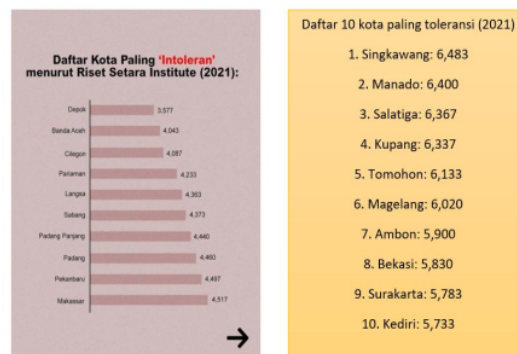 Daftar Kota Paling 'Intoleran'
menurut Riset Setara Institute (2021):
Depok 3,577
Banda Aceh 4,043
Cilegon 4,087
Pariaman 4,233
Langsa 4,363
Sabang 4,373
Padang Panjang 4,440
Padang 4,460
Pekanbaru 4,497
Makassar 4,517
Daftar 10 kota paling toleransi (2021)
1. Singkawang: 6,483
2. Manado: 6,400
3. Salatiga: 6,367
4. Kupang: 6,337
5. Tomohon: 6,133
6. Magelang: 6,020
7. Ambon: 5,900
8. Bekasi: 5,830
9. Surakarta: 5,783
10. Kediri: 5,733